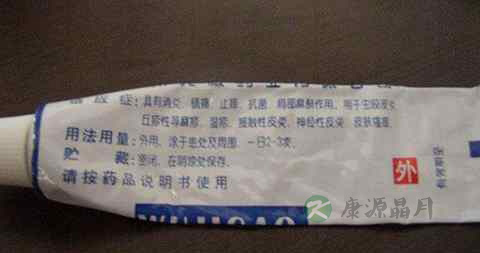 适应症：具有消炎、镇痛、止痒、抗菌、局部麻醉作用。用于虫咬皮炎
丘疹性荨麻疹、湿疹、接触性皮炎、神经性皮炎、皮肤瘙痒。
用法用量：外用，涂于患处及周围，一日2-3次。
贮 藏：密闭，在阴凉处保存。
请按药品说明书使用
外
康源晶月